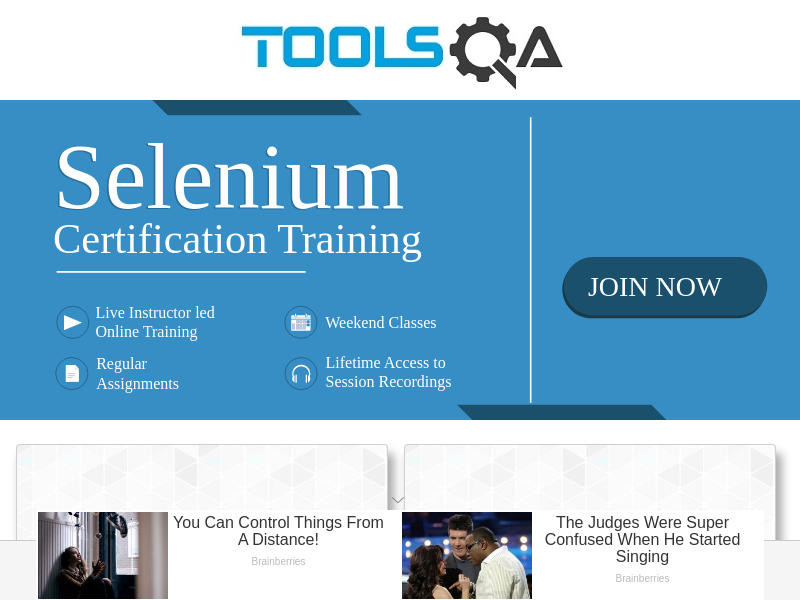 TOOLSQA
Selenium
Certification Training
JOIN NOW
Live Instructor led
Online Training
Weekend Classes
Regular
Assignments
Lifetime Access to
Session Recordings
You Can Control Things From
A Distance!
Brainberries
The Judges Were Super
Confused When He Started
Singing
Brainberries